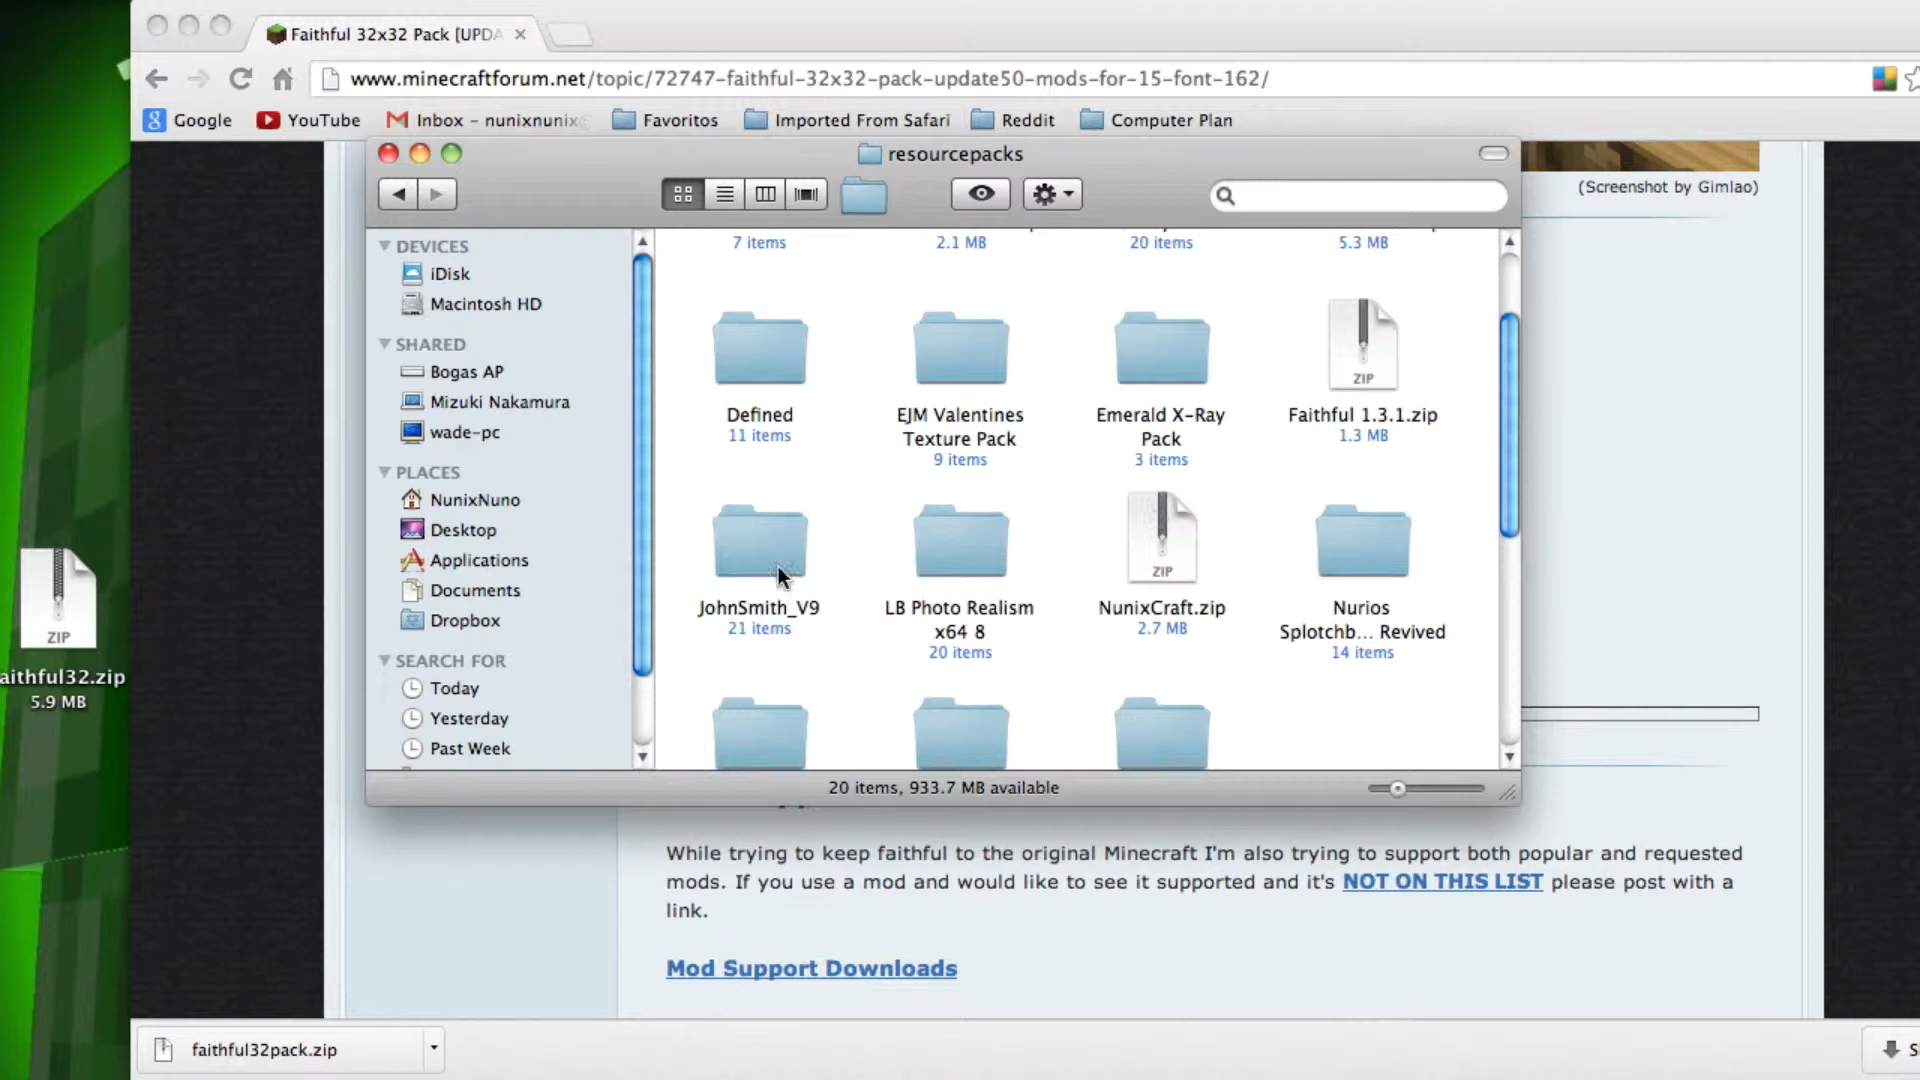 Faithful 32x32 Pack [UPDA
www.minecraftforum.net/topic/72747-faithful-32x32-pack-update50-mods-for-15-font-162/
Google
YouTube
Inbox - nunixnunix
Favoritos
Imported From Safari
Reddit
Computer Plan
resourcepacks
(Screenshot by Gimlao)
DEVICES
iDisk
Macintosh HD
SHARED
Bogas AP
Mizuki Nakamura
wade-pc
PLACES
NunixNuno
Desktop
Applications
Documents
Dropbox
SEARCH FOR
Today
Yesterday
Past Week
7 items
2.1 MB
20 items
5.3 MB
ZIP
Defined
11 items
EJM Valentines
Texture Pack
9 items
Emerald X-Ray
Pack
3 items
Faithful 1.3.1.zip
1.3 MB
ZIP
JohnSmith_V9
21 items
LB Photo Realism
x64 8
20 items
NunixCraft.zip
2.7 MB
Nurios
Splotchb... Revived
14 items
20 items, 933.7 MB available
ZIP
aithful32.zip
5.9 MB
While trying to keep faithful to the original Minecraft I'm also trying to support both popular and requested
mods. If you use a mod and would like to see it supported and it's NOT ON THIS LIST please post with a
link.
Mod Support Downloads
faithful32pack.zip